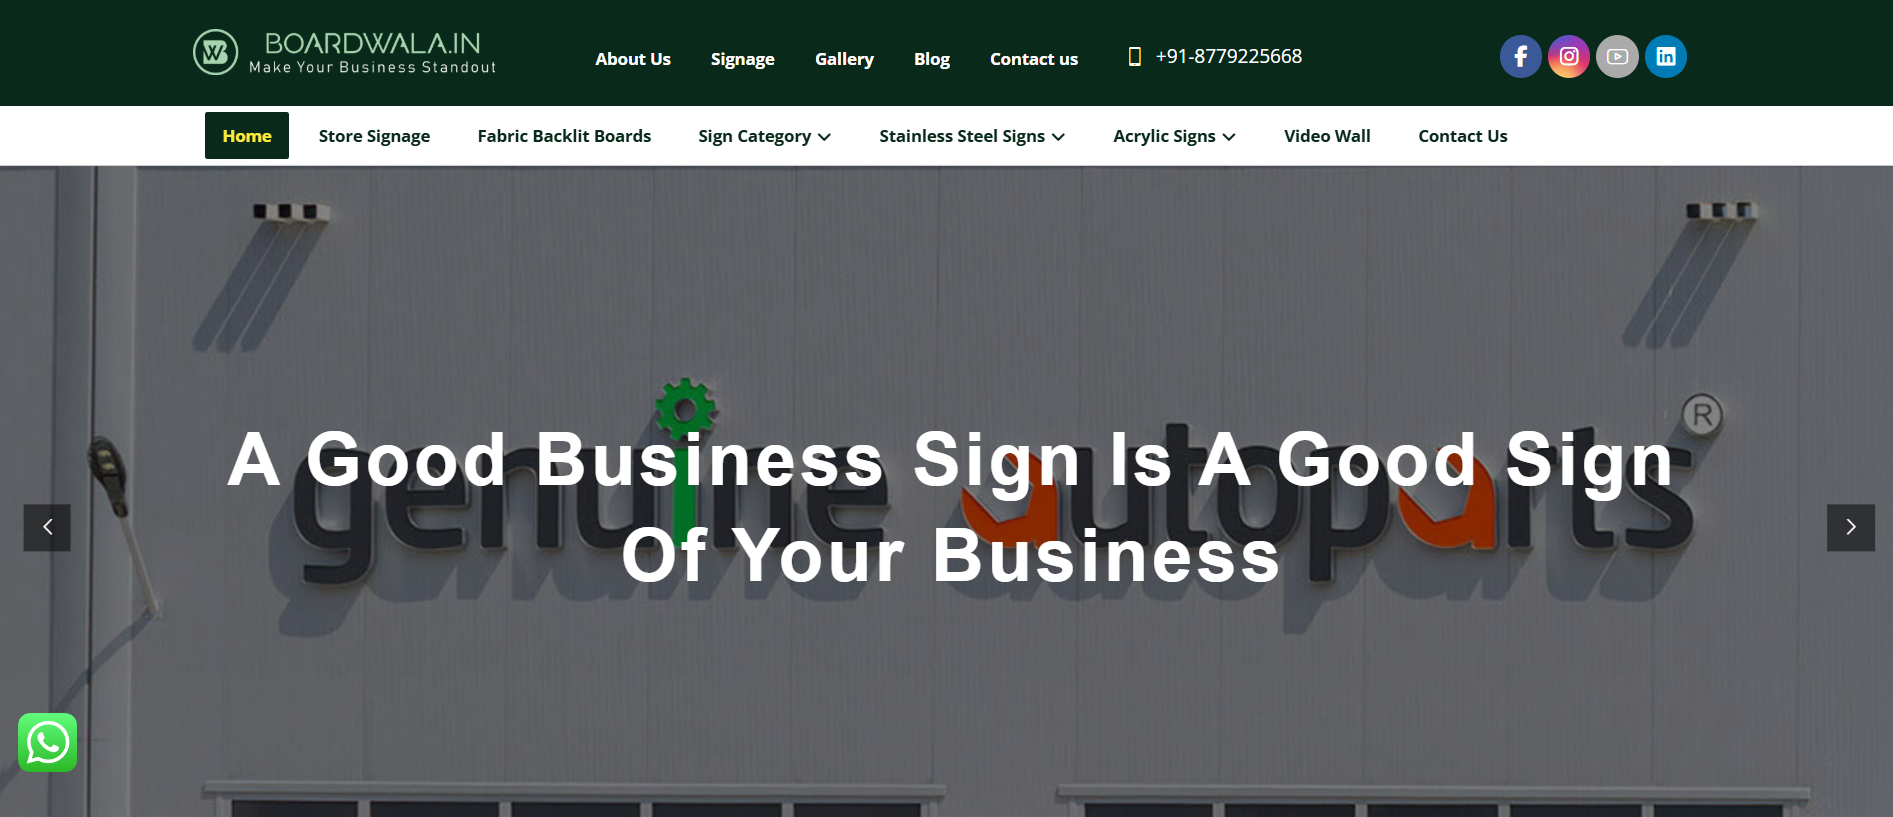 BOARDWALA.IN
Make Your Business Standout
About Us
Signage
Gallery
Blog
Contact us
+91-8779225668
Home
Store Signage
Fabric Backlit Boards
Sign Category
Stainless Steel Signs
Acrylic Signs
Video Wall
Contact Us
genuine autoparts ®
A Good Business Sign Is A Good Sign
Of Your Business